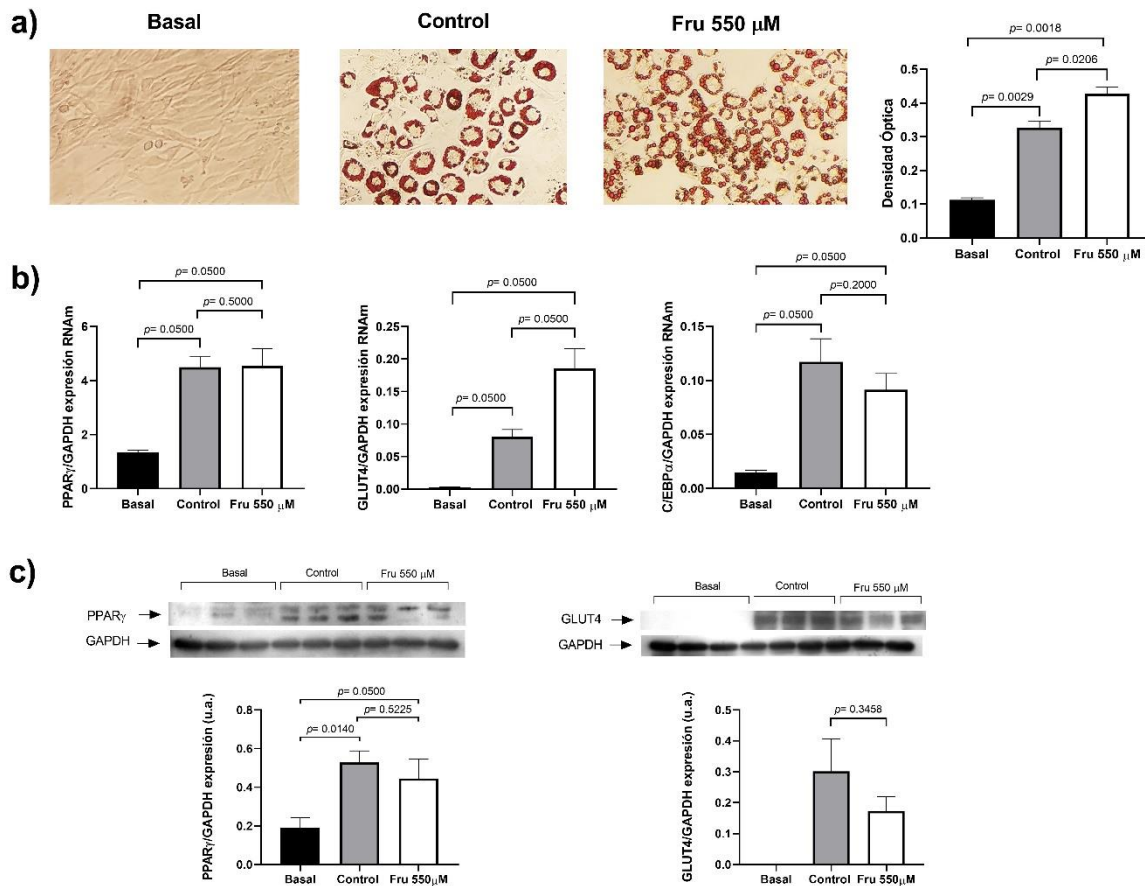 a)
Basal
Control
Fru 550 μM
Densidad Óptica
0.5
0.4
0.3
0.2
0.1
0.0
p= 0.0018
p= 0.0206
p= 0.0029
Basal
Control
Fru 550 μM
b)
PPARγ/GAPDH expresión RNAm
6
4
2
0
p= 0.0500
p= 0.5000
p= 0.0500
Basal
Control
Fru 550 μM
GLUT4/GAPDH expresión RNAm
0.25
0.20
0.15
0.10
0.05
0.00
p= 0.0500
p= 0.0500
p= 0.0500
Basal
Control
Fru 550 μM
C/EBPα/GAPDH expresión RNAm
0.15
0.10
0.05
0.00
p= 0.0500
p=0.2000
p= 0.0500
Basal
Control
Fru 550 μM
c)
Basal
Control
Fru 550 μM
PPARγ
GAPDH
Basal
Control
Fru 550 μM
GLUT4
GAPDH
PPARγ/GAPDH expresión (u.a.)
0.8
0.6
0.4
0.2
0.0
p= 0.0500
p= 0.5225
p= 0.0140
Basal
Control
Fru 550μM
GLUT4/GAPDH expresión (u.a.)
0.5
0.4
0.3
0.2
0.1
0.0
p= 0.3458
Basal
Control
Fru 550μM